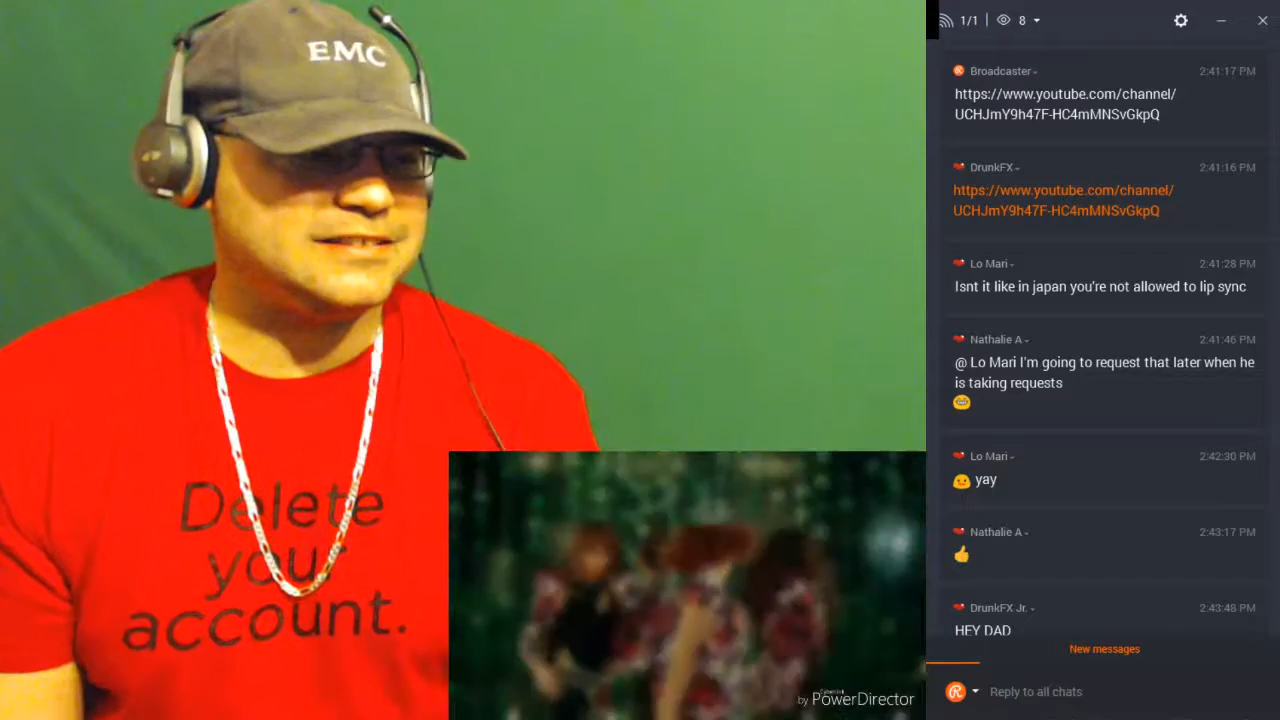 EMC
Delete
your
account.
by PowerDirector
1/1 8
Broadcaster 2:41:17 PM
https://www.youtube.com/channel/
UCHJmY9h47F-HC4mMNSvGkpQ
DrunkFX 2:41:16 PM
https://www.youtube.com/channel/
UCHJmY9h47F-HC4mMNSvGkpQ
Lo Mari 2:41:28 PM
Isnt it like in japan you're not allowed to lip sync
Nathalie A 2:41:46 PM
@ Lo Mari I'm going to request that later when he
is taking requests
Lo Mari 2:42:30 PM
yay
Nathalie A 2:43:17 PM
DrunkFX Jr. 2:43:48 PM
HEY DAD
New messages
Reply to all chats